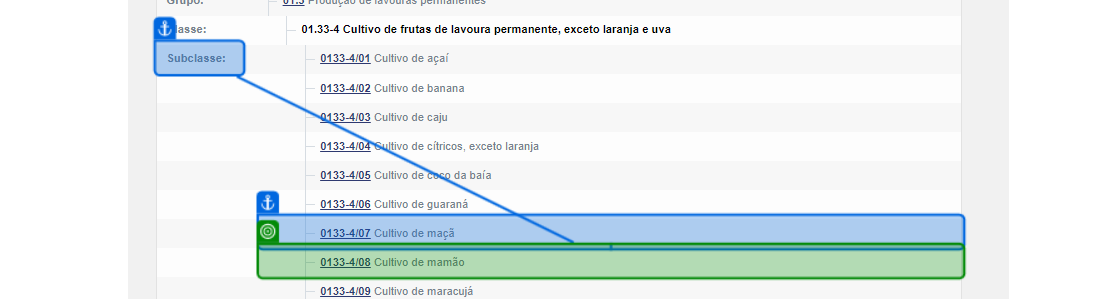 Grupo: 01.3 Produção de lavouras permanentes
lasse: 01.33-4 Cultivo de frutas de lavoura permanente, exceto laranja e uva
Subclasse: 0133-4/01 Cultivo de açaí
0133-4/02 Cultivo de banana
0133-4/03 Cultivo de caju
0133-4/04 Cultivo de cítricos, exceto laranja
0133-4/05 Cultivo de coco da baía
0133-4/06 Cultivo de guaraná
0133-4/07 Cultivo de maçã
0133-4/08 Cultivo de mamão
0133-4/09 Cultivo de maracujá